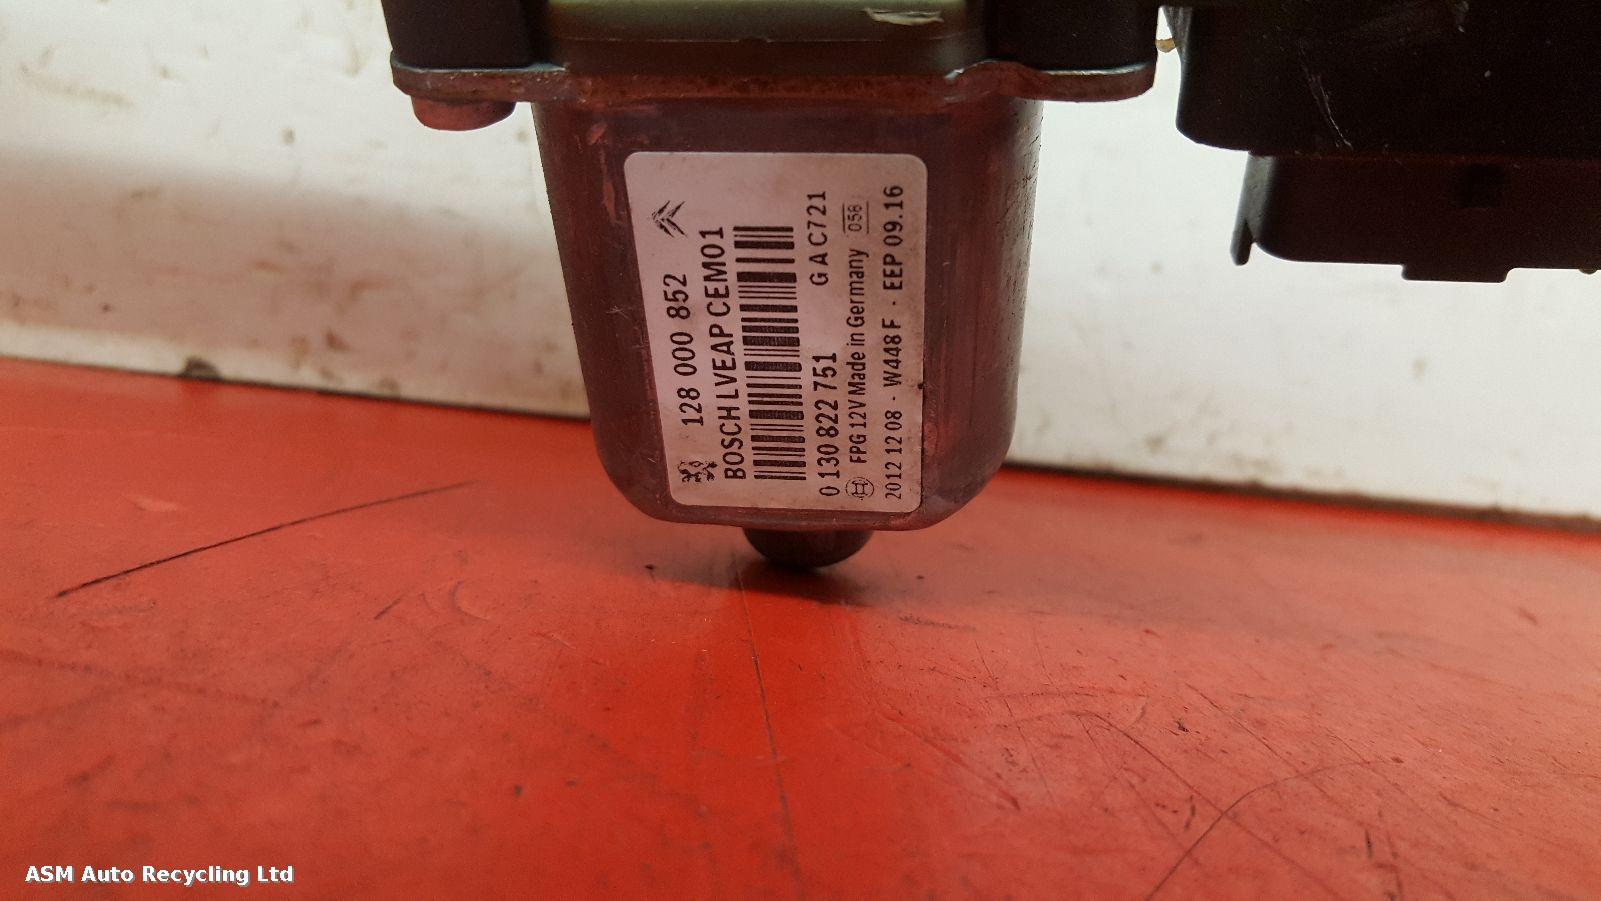 128 000 852
BOSCH LVEAP CEM01
G A C721
0 130 822 751
FPG 12V Made in Germany 058
2012 12 08 · W448F · EEP 09.16
ASM Auto Recycling Ltd